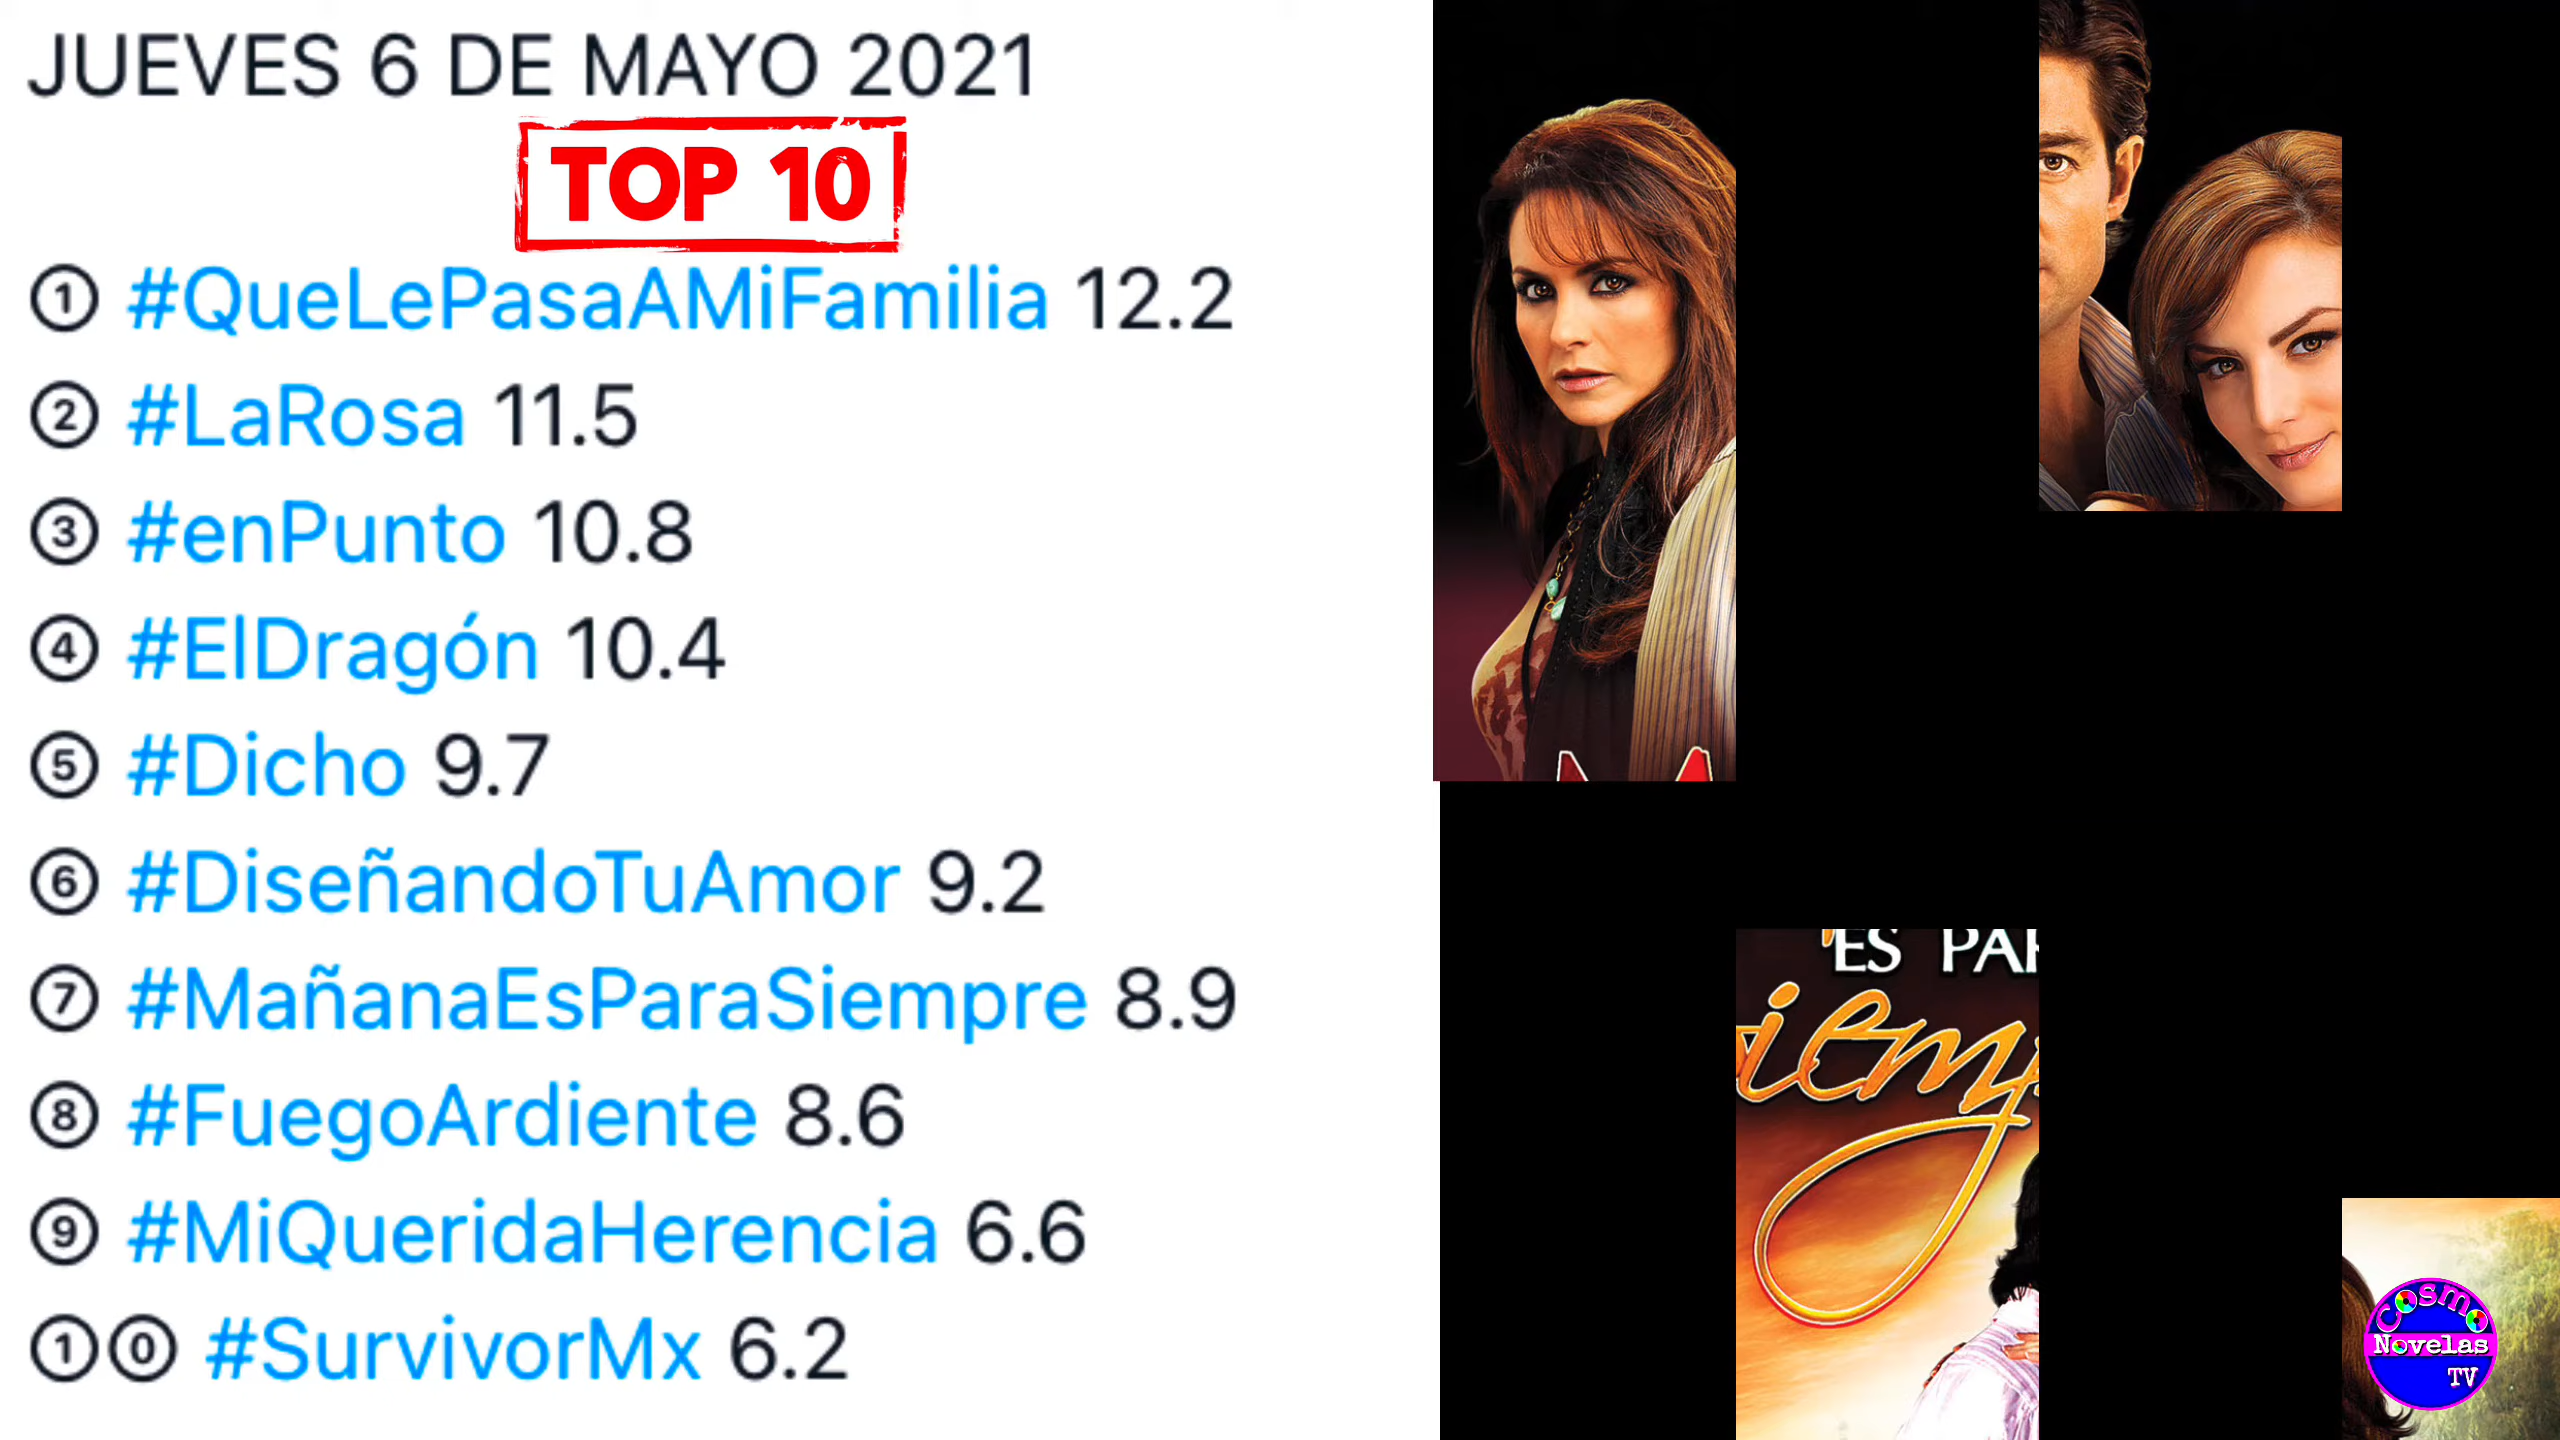 JUEVES 6 DE MAYO 2021
TOP 10
① #QueLePasaAMiFamilia 12.2
② #LaRosa 11.5
③ #enPunto 10.8
④ #ElDragón 10.4
⑤ #Dicho 9.7
⑥ #DiseñandoTuAmor 9.2
⑦ #MañanaEsParaSiempre 8.9
⑧ #FuegoArdiente 8.6
⑨ #MiQueridaHerencia 6.6
①⓪ #SurvivorMx 6.2
ES PAR
iemp
Cosmo
Novelas
TV